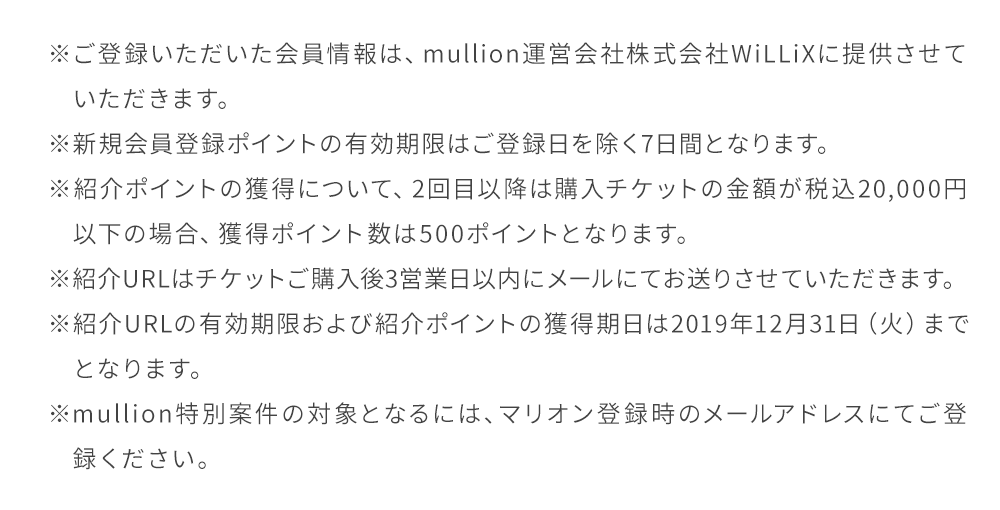 ※ご登録いただいた会員情報は、mullion運営会社株式会社WiLLiXに提供させて
いただきます。
※新規会員登録ポイントの有効期限はご登録日を除く7日間となります。
※紹介ポイントの獲得について、2回目以降は購入チケットの金額が税込20,000円
以下の場合、獲得ポイント数は500ポイントとなります。
※紹介URLはチケットご購入後3営業日以内にメールにてお送りさせていただきます。
※紹介URLの有効期限および紹介ポイントの獲得期日は2019年12月31日（火）まで
となります。
※mullion特別案件の対象となるには、マリオン登録時のメールアドレスにてご登
録ください。